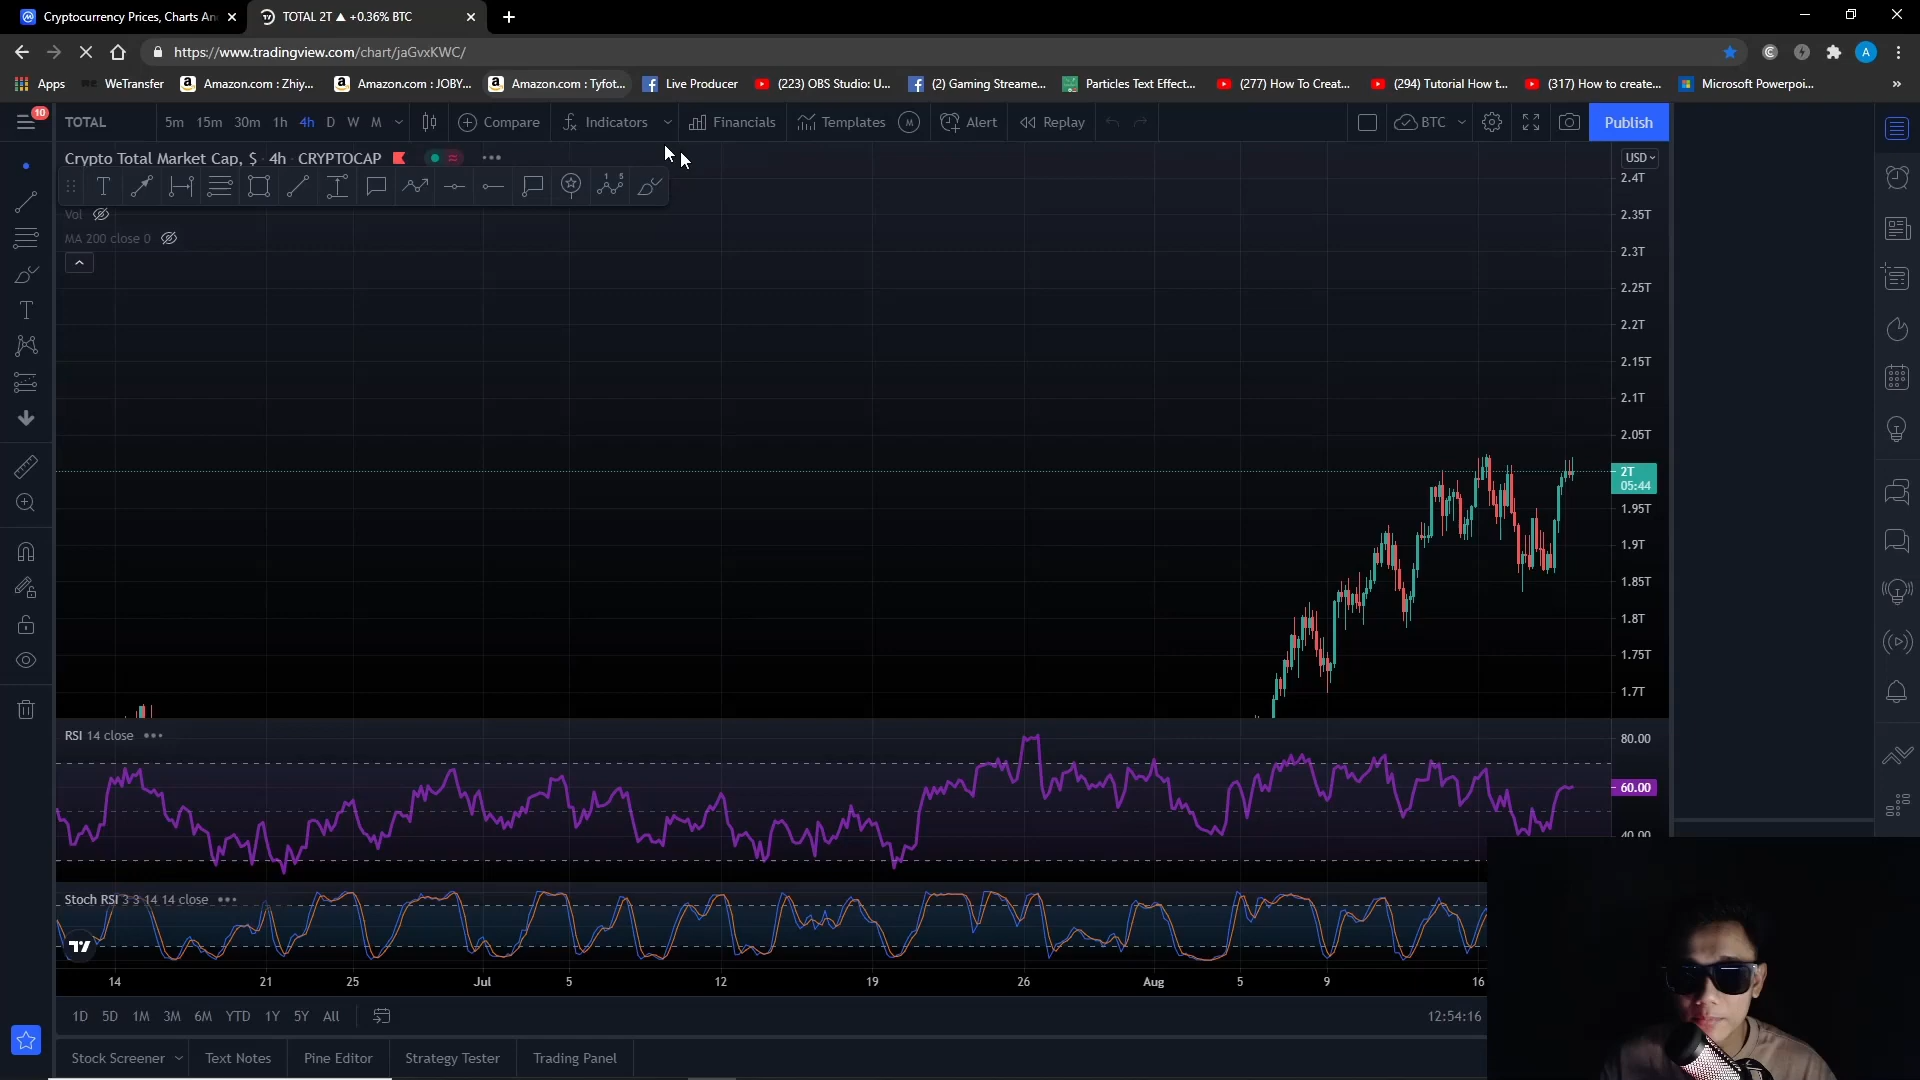 Cryptocurrency Prices, Charts An
TOTAL 2T ▲ +0.36% BTC
https://www.tradingview.com/chart/jaGvxKWC/
Apps
WeTransfer
Amazon.com : Zhiy...
Amazon.com : JOBY...
Amazon.com : Tyfot...
Live Producer
(223) OBS Studio: U...
(2) Gaming Streame...
Particles Text Effect...
(277) How To Creat...
(294) Tutorial How t...
(317) How to create...
Microsoft Powerpoi...
10
TOTAL
5m 15m 30m 1h 4h D W M
Compare
Indicators
Financials
Templates
M
Alert
Replay
BTC
Publish
Crypto Total Market Cap, $ · 4h · CRYPTOCAP
USD
Vol
MA 200 close 0
2.4T
2.35T
2.3T
2.25T
2.2T
2.15T
2.1T
2.05T
2T
05:44
1.95T
1.9T
1.85T
1.8T
1.75T
1.7T
RSI 14 close
80.00
60.00
40.00
Stoch RSI 3 3 14 14 close
14 21 25 Jul 5 12 19 26 Aug 5 9 16
1D 5D 1M 3M 6M YTD 1Y 5Y All
12:54:16
Stock Screener
Text Notes
Pine Editor
Strategy Tester
Trading Panel